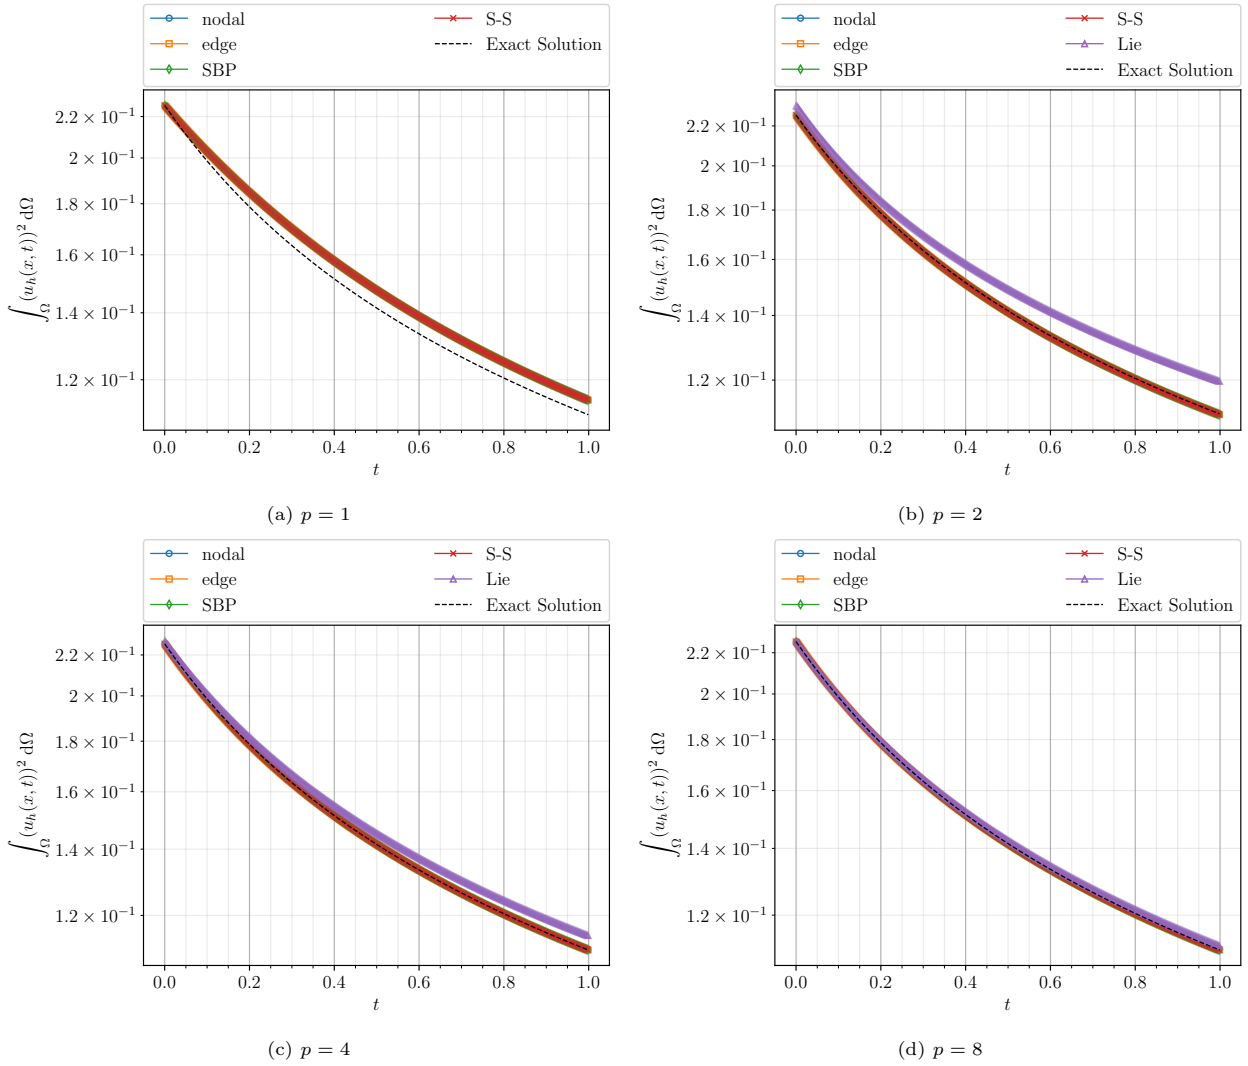 nodal
edge
SBP
S-S
Exact Solution
2.2 × 10⁻¹
2 × 10⁻¹
1.8 × 10⁻¹
1.6 × 10⁻¹
1.4 × 10⁻¹
1.2 × 10⁻¹
∫_Ω (u_h(x, t))² dΩ
0.0 0.2 0.4 0.6 0.8 1.0
t
(a) p = 1
nodal
edge
SBP
S-S
Lie
Exact Solution
2.2 × 10⁻¹
2 × 10⁻¹
1.8 × 10⁻¹
1.6 × 10⁻¹
1.4 × 10⁻¹
1.2 × 10⁻¹
∫_Ω (u_h(x, t))² dΩ
0.0 0.2 0.4 0.6 0.8 1.0
t
(b) p = 2
nodal
edge
SBP
S-S
Lie
Exact Solution
2.2 × 10⁻¹
2 × 10⁻¹
1.8 × 10⁻¹
1.6 × 10⁻¹
1.4 × 10⁻¹
1.2 × 10⁻¹
∫_Ω (u_h(x, t))² dΩ
0.0 0.2 0.4 0.6 0.8 1.0
t
(c) p = 4
nodal
edge
SBP
S-S
Lie
Exact Solution
2.2 × 10⁻¹
2 × 10⁻¹
1.8 × 10⁻¹
1.6 × 10⁻¹
1.4 × 10⁻¹
1.2 × 10⁻¹
∫_Ω (u_h(x, t))² dΩ
0.0 0.2 0.4 0.6 0.8 1.0
t
(d) p = 8